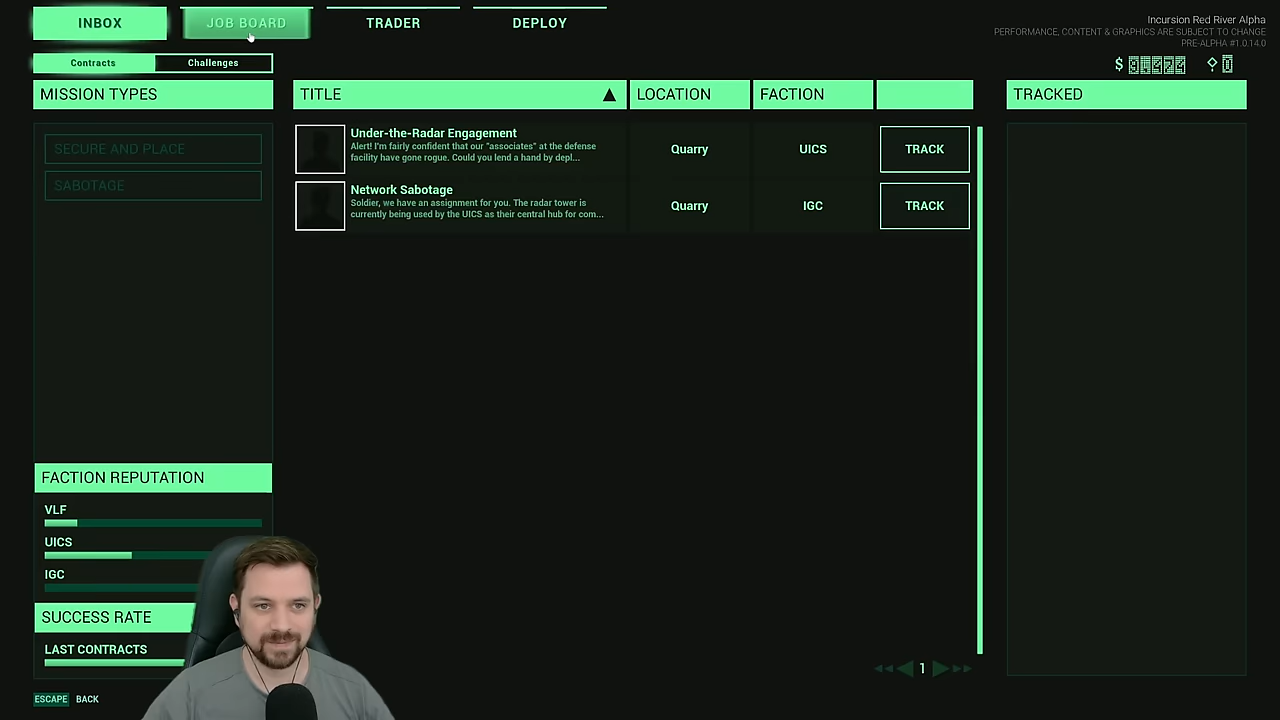 INBOX
JOB BOARD
TRADER
DEPLOY
Incursion Red River Alpha
PERFORMANCE, CONTENT & GRAPHICS ARE SUBJECT TO CHANGE
PRE-ALPHA #1.0.14.0
Contracts
Challenges
$
MISSION TYPES
TITLE ▲
LOCATION
FACTION
TRACKED
SECURE AND PLACE
SABOTAGE
Under-the-Radar Engagement
Alert! I'm fairly confident that our "associates" at the defense
facility have gone rogue. Could you lend a hand by depl...
Quarry
UICS
TRACK
Network Sabotage
Soldier, we have an assignment for you. The radar tower is
currently being used by the UICS as their central hub for com...
Quarry
IGC
TRACK
FACTION REPUTATION
VLF
UICS
IGC
SUCCESS RATE
LAST CONTRACTS
1
ESCAPE BACK